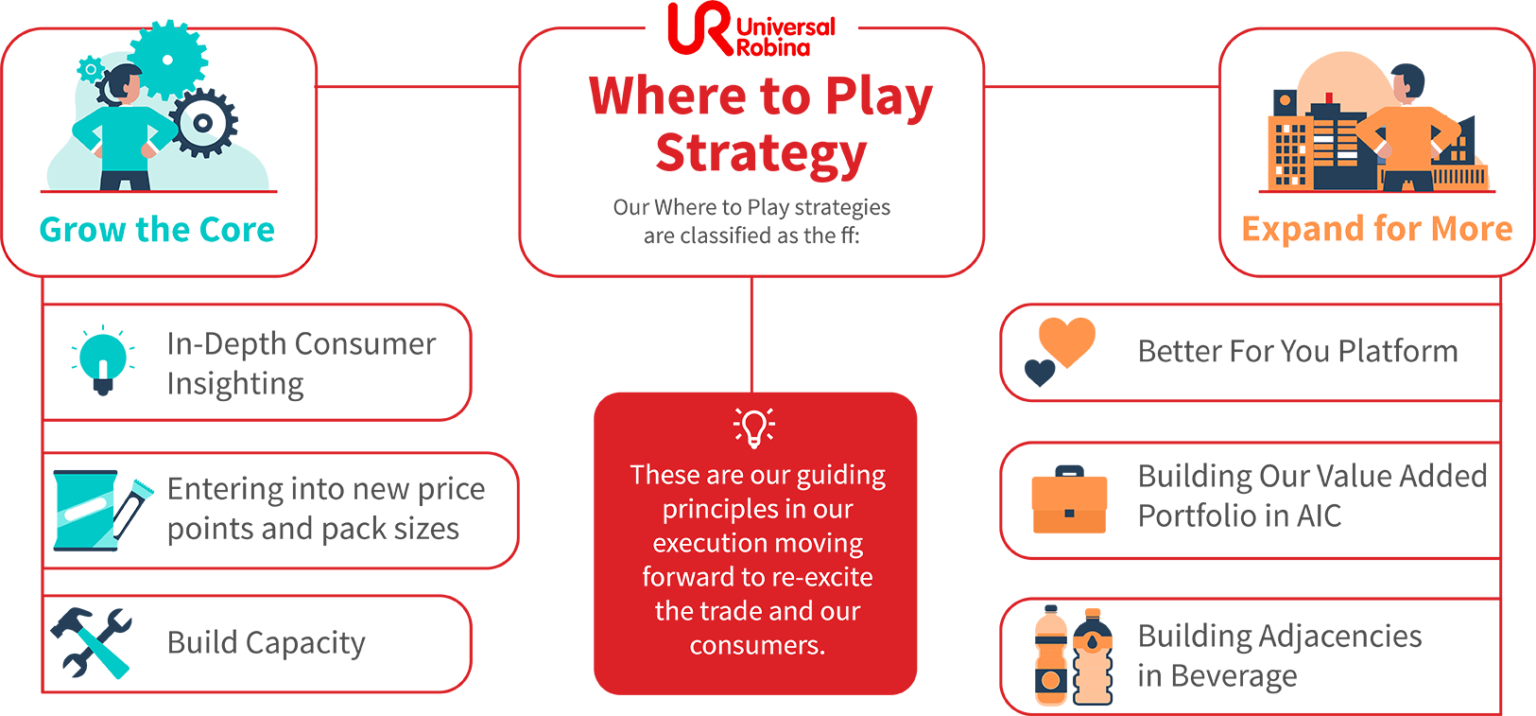 UR Universal
Robina
Where to Play
Strategy
Our Where to Play strategies
are classified as the ff:
Grow the Core
In-Depth Consumer
Insighting
Entering into new price
points and pack sizes
Build Capacity
These are our guiding
principles in our
execution moving
forward to re-excite
the trade and our
consumers.
Expand for More
Better For You Platform
Building Our Value Added
Portfolio in AIC
Building Adjacencies
in Beverage